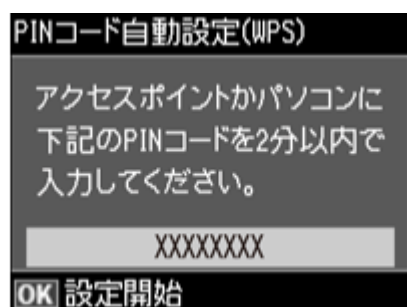 PINコード自動設定(WPS)
アクセスポイントかパソコンに
下記のPINコードを2分以内で
入力してください。
XXXXXXXX
OK 設定開始